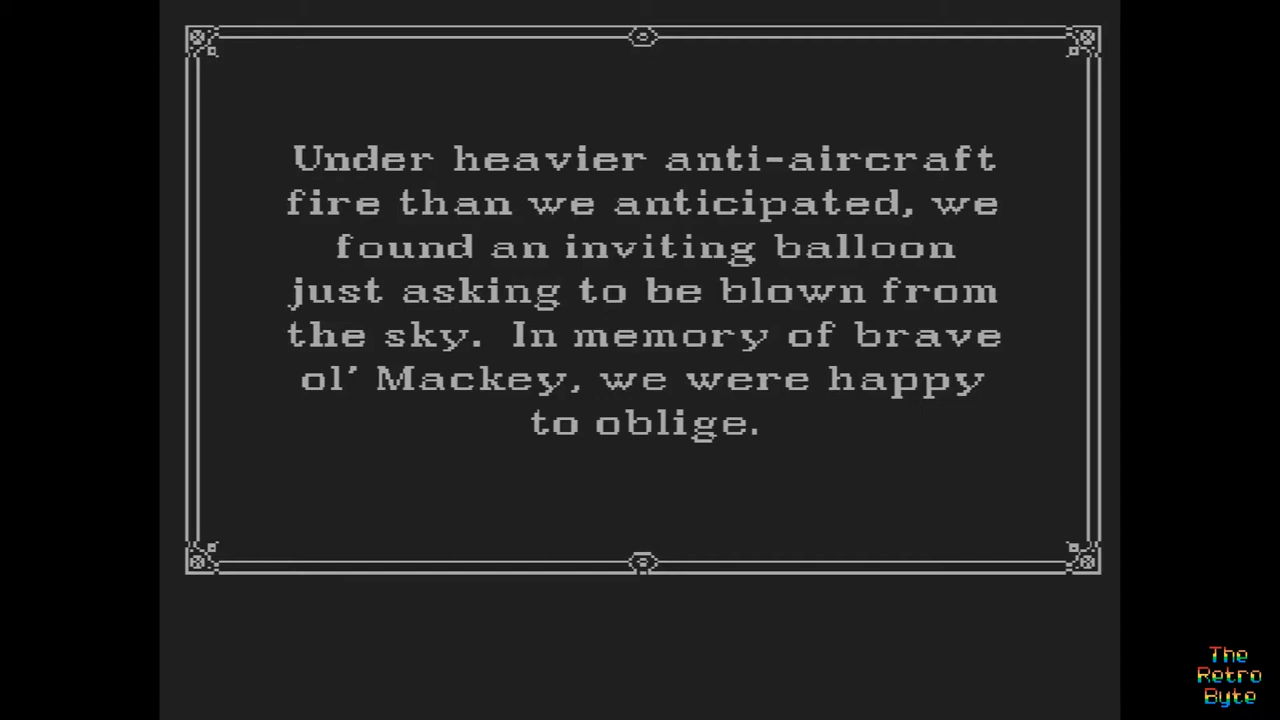 Under heavier anti-aircraft
fire than we anticipated, we
found an inviting balloon
just asking to be blown from
the sky.  In memory of brave
ol' Mackey, we were happy
to oblige.
The
Retro
Byte